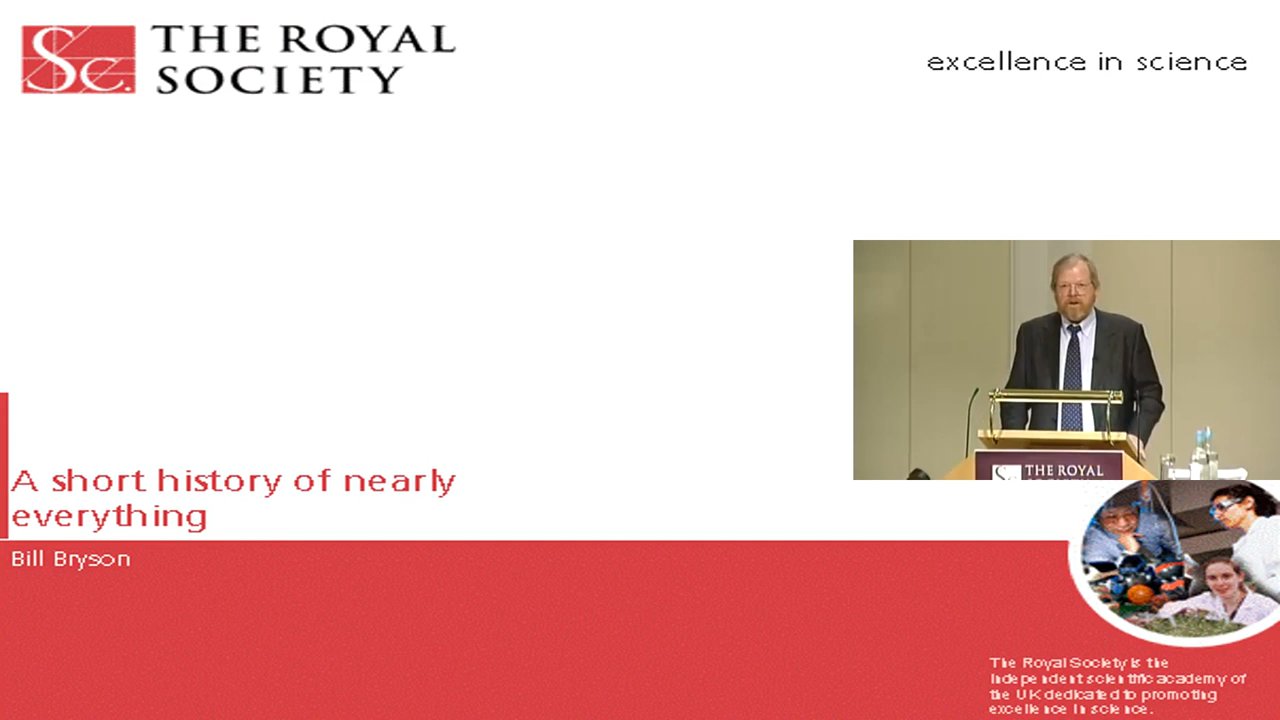 Sc.
THE ROYAL
SOCIETY
excellence in science
THE ROYAL
A short history of nearly
everything
Bill Bryson
The Royal Society is the
independent scientific academy of
the UK dedicated to promoting
excellence in science.